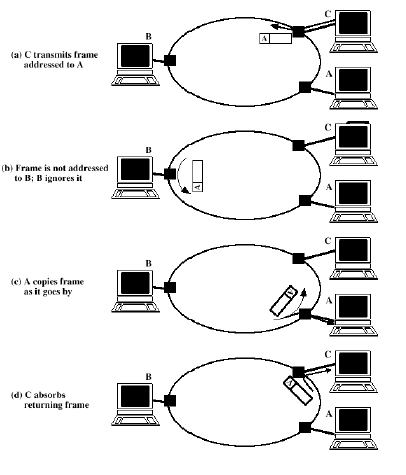 B
C
A
(a) C transmits frame
addressed to A
A
B
C
(b) Frame is not addressed
to B; B ignores it
A
A
B
C
(c) A copies frame
as it goes by
A
A
B
C
(d) C absorbs
returning frame
A
A